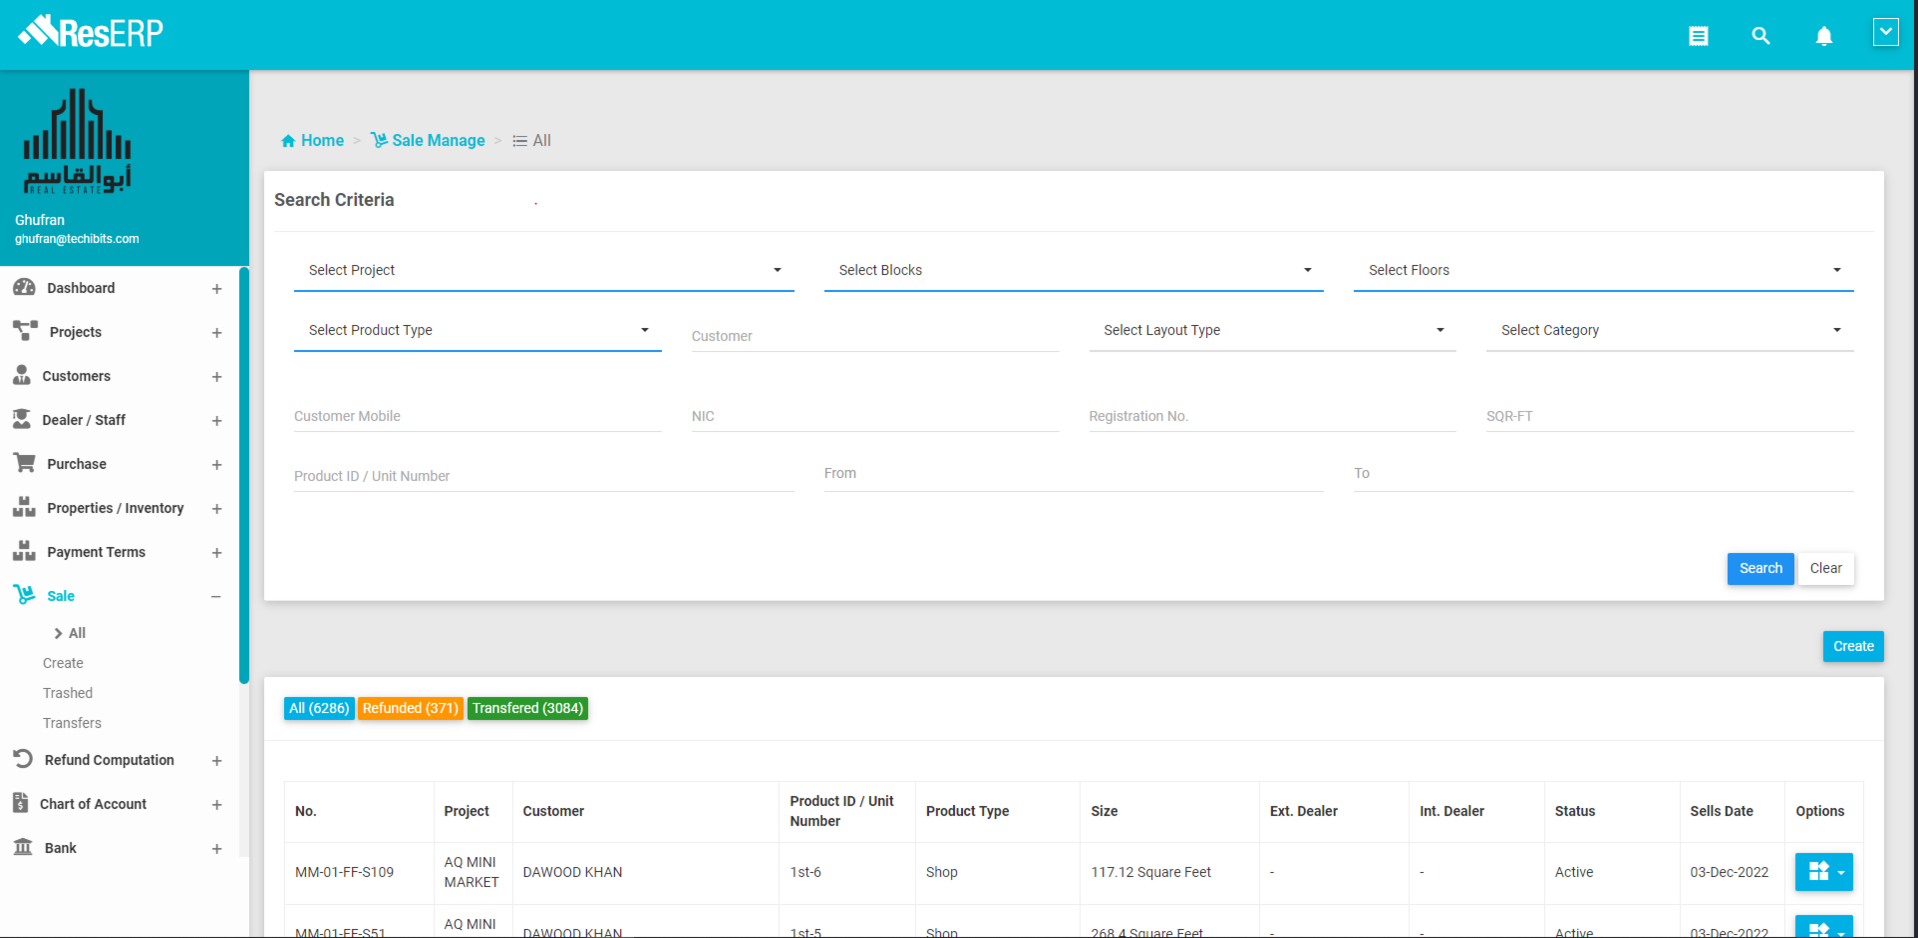 ResERP
أبوالقاسم
REAL ESTATE
Ghufran
ghufran@techibits.com
Dashboard +
Projects +
Customers +
Dealer / Staff +
Purchase +
Properties / Inventory +
Payment Terms +
Sale −
All
Create
Trashed
Transfers
Refund Computation +
Chart of Account +
Bank +
Home > Sale Manage > All
Search Criteria
Select Project Select Blocks Select Floors
Select Product Type Customer Select Layout Type Select Category
Customer Mobile NIC Registration No. SQR-FT
Product ID / Unit Number From To
Search Clear
Create
All (6286) Refunded (371) Transfered (3084)
No. Project Customer Product ID / Unit Number Product Type Size Ext. Dealer Int. Dealer Status Sells Date Options
MM-01-FF-S109 AQ MINI MARKET DAWOOD KHAN 1st-6 Shop 117.12 Square Feet - - Active 03-Dec-2022
MM-01-FF-S51 AQ MINI DAWOOD KHAN 1st-5 Shop 268.4 Square Feet - - Active 03-Dec-2022